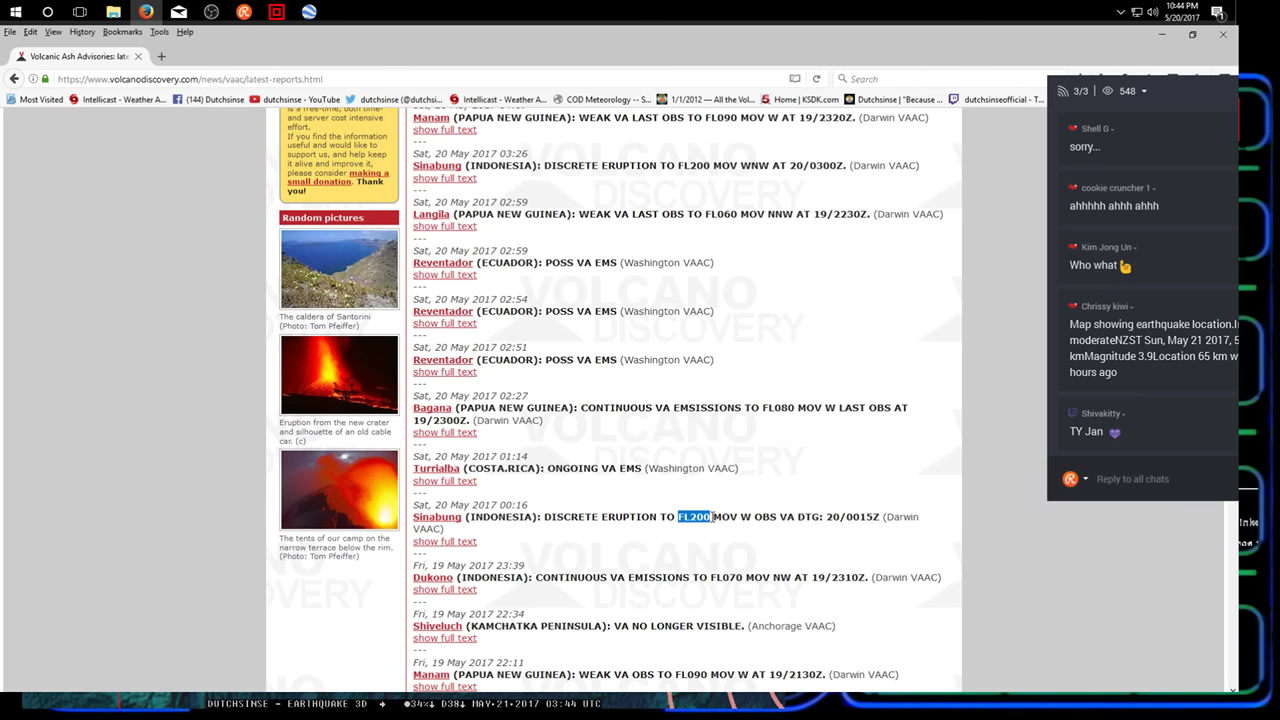 10:44 PM
5/20/2017
1
File Edit View History Bookmarks Tools Help
Volcanic Ash Advisories: late
https://www.volcanodiscovery.com/news/vaac/latest-reports.html
Search
Most Visited Intellicast - Weather A... (144) Dutchsinse dutchsinse - YouTube dutchsinse (@dutchsi... Intellicast - Weather A... COD Meteorology -- S... 1/1/2012 — All the Vol... Home | KSDK.com Dutchsinse | "Because ... dutchsinseofficial - T...
is a free-time, both time-
and server cost intensive
effort.
If you find the information
useful and would like to
support us, and help keep
it alive and improve it,
please consider making a
small donation. Thank
you!
Random pictures
The caldera of Santorini
(Photo: Tom Pfeiffer)
Eruption from the new crater
and silhouette of an old cable
car. (c)
The tents of our camp on the
narrow terrace below the rim.
(Photo: Tom Pfeiffer)
Manam (PAPUA NEW GUINEA): WEAK VA LAST OBS TO FL090 MOV W AT 19/2320Z. (Darwin VAAC)
show full text
---
Sat, 20 May 2017 03:26
Sinabung (INDONESIA): DISCRETE ERUPTION TO FL200 MOV WNW AT 20/0300Z. (Darwin VAAC)
show full text
---
Sat, 20 May 2017 02:59
Langila (PAPUA NEW GUINEA): WEAK VA LAST OBS TO FL060 MOV NNW AT 19/2230Z. (Darwin VAAC)
show full text
---
Sat, 20 May 2017 02:59
Reventador (ECUADOR): POSS VA EMS (Washington VAAC)
show full text
---
Sat, 20 May 2017 02:54
Reventador (ECUADOR): POSS VA EMS (Washington VAAC)
show full text
---
Sat, 20 May 2017 02:51
Reventador (ECUADOR): POSS VA EMS (Washington VAAC)
show full text
---
Sat, 20 May 2017 02:27
Bagana (PAPUA NEW GUINEA): CONTINUOUS VA EMSISSIONS TO FL080 MOV W LAST OBS AT
19/2300Z. (Darwin VAAC)
show full text
---
Sat, 20 May 2017 01:14
Turrialba (COSTA.RICA): ONGOING VA EMS (Washington VAAC)
show full text
---
Sat, 20 May 2017 00:16
Sinabung (INDONESIA): DISCRETE ERUPTION TO FL200 MOV W OBS VA DTG: 20/0015Z (Darwin
VAAC)
show full text
---
Fri, 19 May 2017 23:39
Dukono (INDONESIA): CONTINUOUS VA EMISSIONS TO FL070 MOV NW AT 19/2310Z. (Darwin VAAC)
show full text
---
Fri, 19 May 2017 22:34
Shiveluch (KAMCHATKA PENINSULA): VA NO LONGER VISIBLE. (Anchorage VAAC)
show full text
---
Fri, 19 May 2017 22:11
Manam (PAPUA NEW GUINEA): WEAK VA OBS TO FL090 MOV W AT 19/2130Z. (Darwin VAAC)
show full text
VOLCANO
DISCOVERY
3/3 | 548
Shell G
sorry...
cookie cruncher 1
ahhhhh ahhh ahhh
Kim Jong Un
Who what
Chrissy kiwi
Map showing earthquake location.In
moderateNZST Sun, May 21 2017, 5
kmMagnitude 3.9Location 65 km w
hours ago
Shivakitty
TY Jan
Reply to all chats
DUTCHSINSE - EARTHQUAKE 3D
34% D38 MAY-21-2017 03:44 UTC